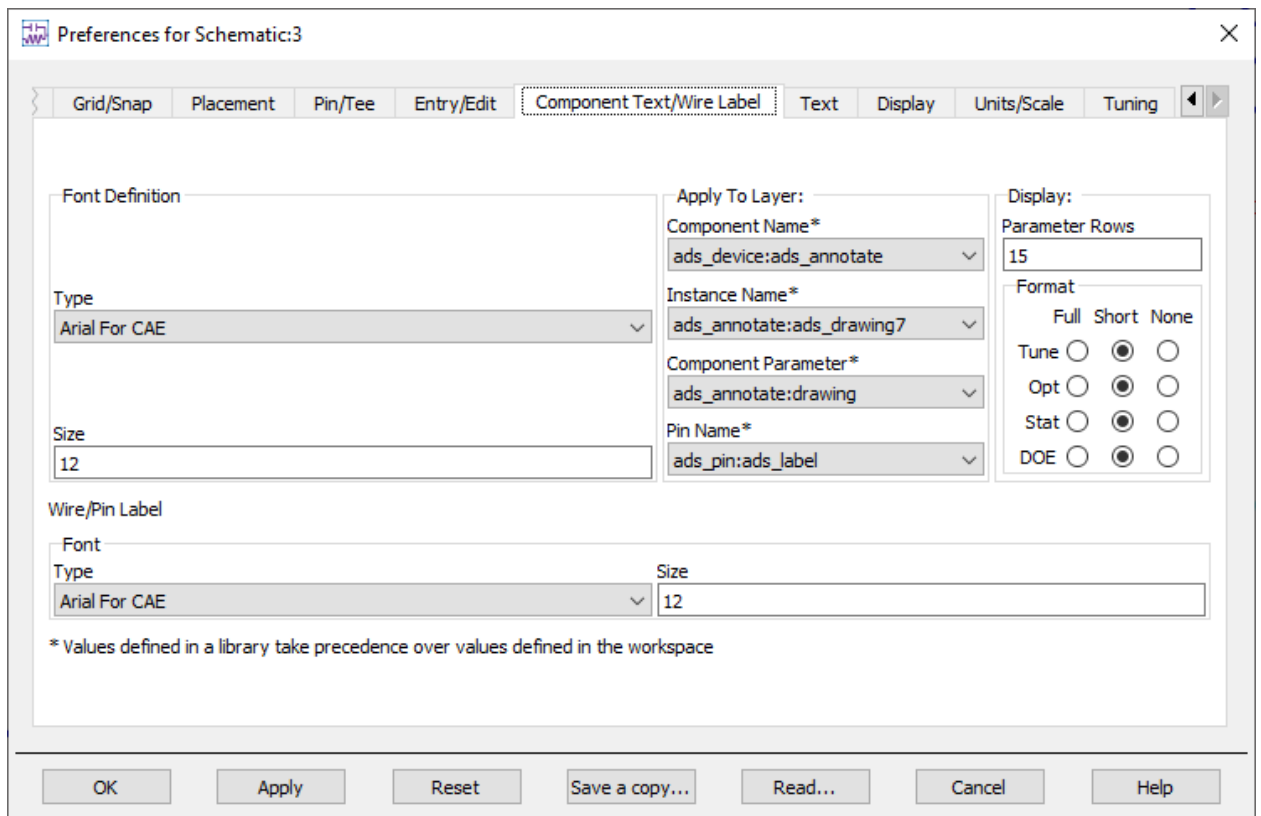 Preferences for Schematic:3
Grid/Snap Placement Pin/Tee Entry/Edit Component Text/Wire Label Text Display Units/Scale Tuning
Font Definition
Type
Arial For CAE
Size
12
Apply To Layer:
Component Name*
ads_device:ads_annotate
Instance Name*
ads_annotate:ads_drawing7
Component Parameter*
ads_annotate:drawing
Pin Name*
ads_pin:ads_label
Display:
Parameter Rows
15
Format
Full Short None
Tune
Opt
Stat
DOE
Wire/Pin Label
Font
Type
Arial For CAE
Size
12
* Values defined in a library take precedence over values defined in the workspace
OK Apply Reset Save a copy... Read... Cancel Help